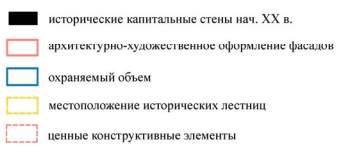 исторические капитальные стены нач. XX в.
архитектурно-художественное оформление фасадов
охраняемый объем
местоположение исторических лестниц
ценные конструктивные элементы